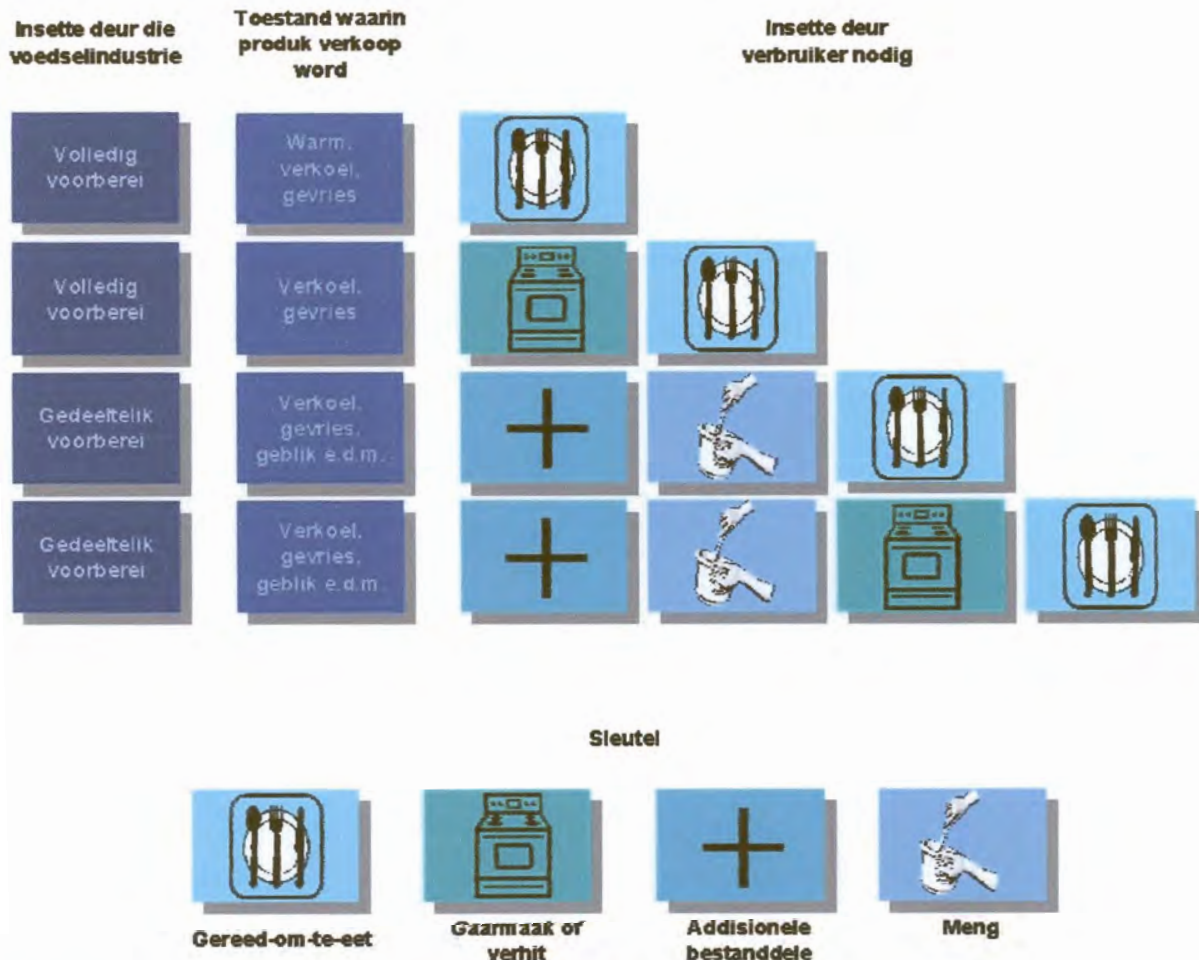 Insette deur die
voedselindustrie
Toestand waarin
produk verkoop
word
Insette deur
verbruiker nodig
Volledig
voorberei
Warm,
verkoel,
gevries
Volledig
voorberei
Verkoel,
gevries
Gedeeltelik
voorberei
Verkoel,
gevries,
geblik e.d.m.
Gedeeltelik
voorberei
Verkoel,
gevries,
geblik e.d.m.
Sleutel
Gereed-om-te-eet
Gaarmaak of
verhit
Addisionele
bestanddele
Meng